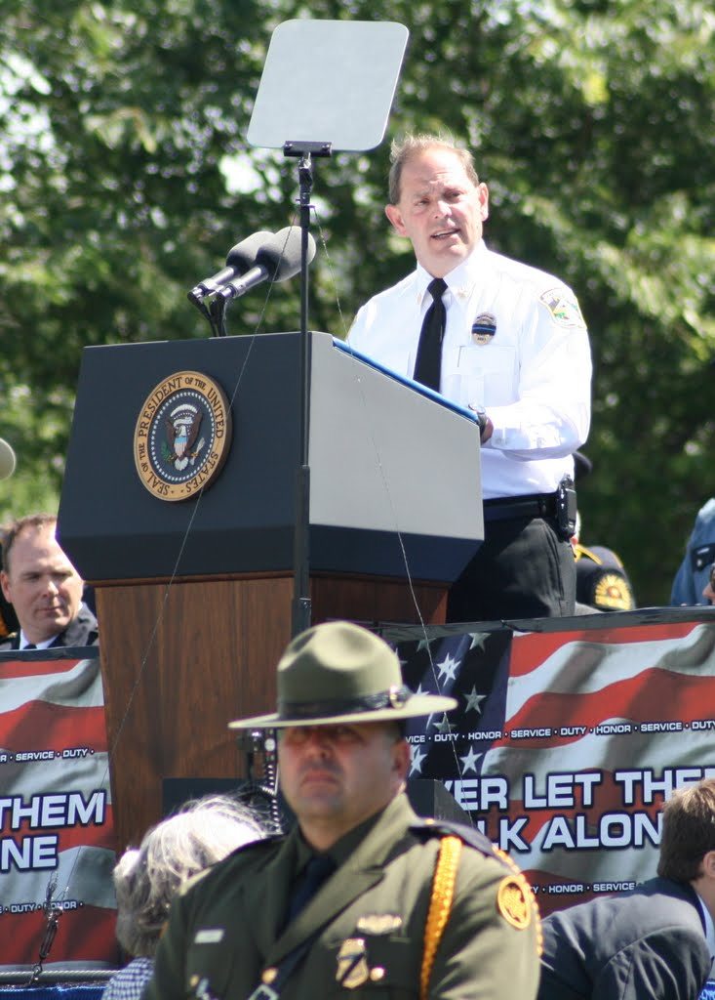 SEAL OF THE PRESIDENT OF THE UNITED STATES
R · SERVICE · DUTY ·
THEM
NE
· DUTY ·
VICE · DUTY · HONOR · SERVICE · DUTY · HONOR · SERVICE · DUTY
VER LET THE
LK ALON
· HONOR · SERVICE